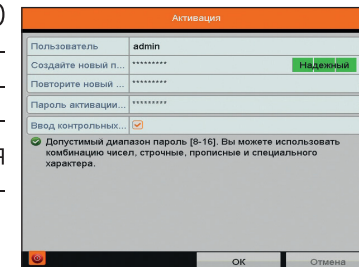 )
я
Активация
Пользователь admin
Создайте новый п... ********* Надежный
Повторите новый ... *********
Пароль активации... *********
Ввод контрольных...
Допустимый диапазон пароль [8-16]. Вы можете использовать
комбинацию чисел, строчные, прописные и специального
характера.
ОК Отмена